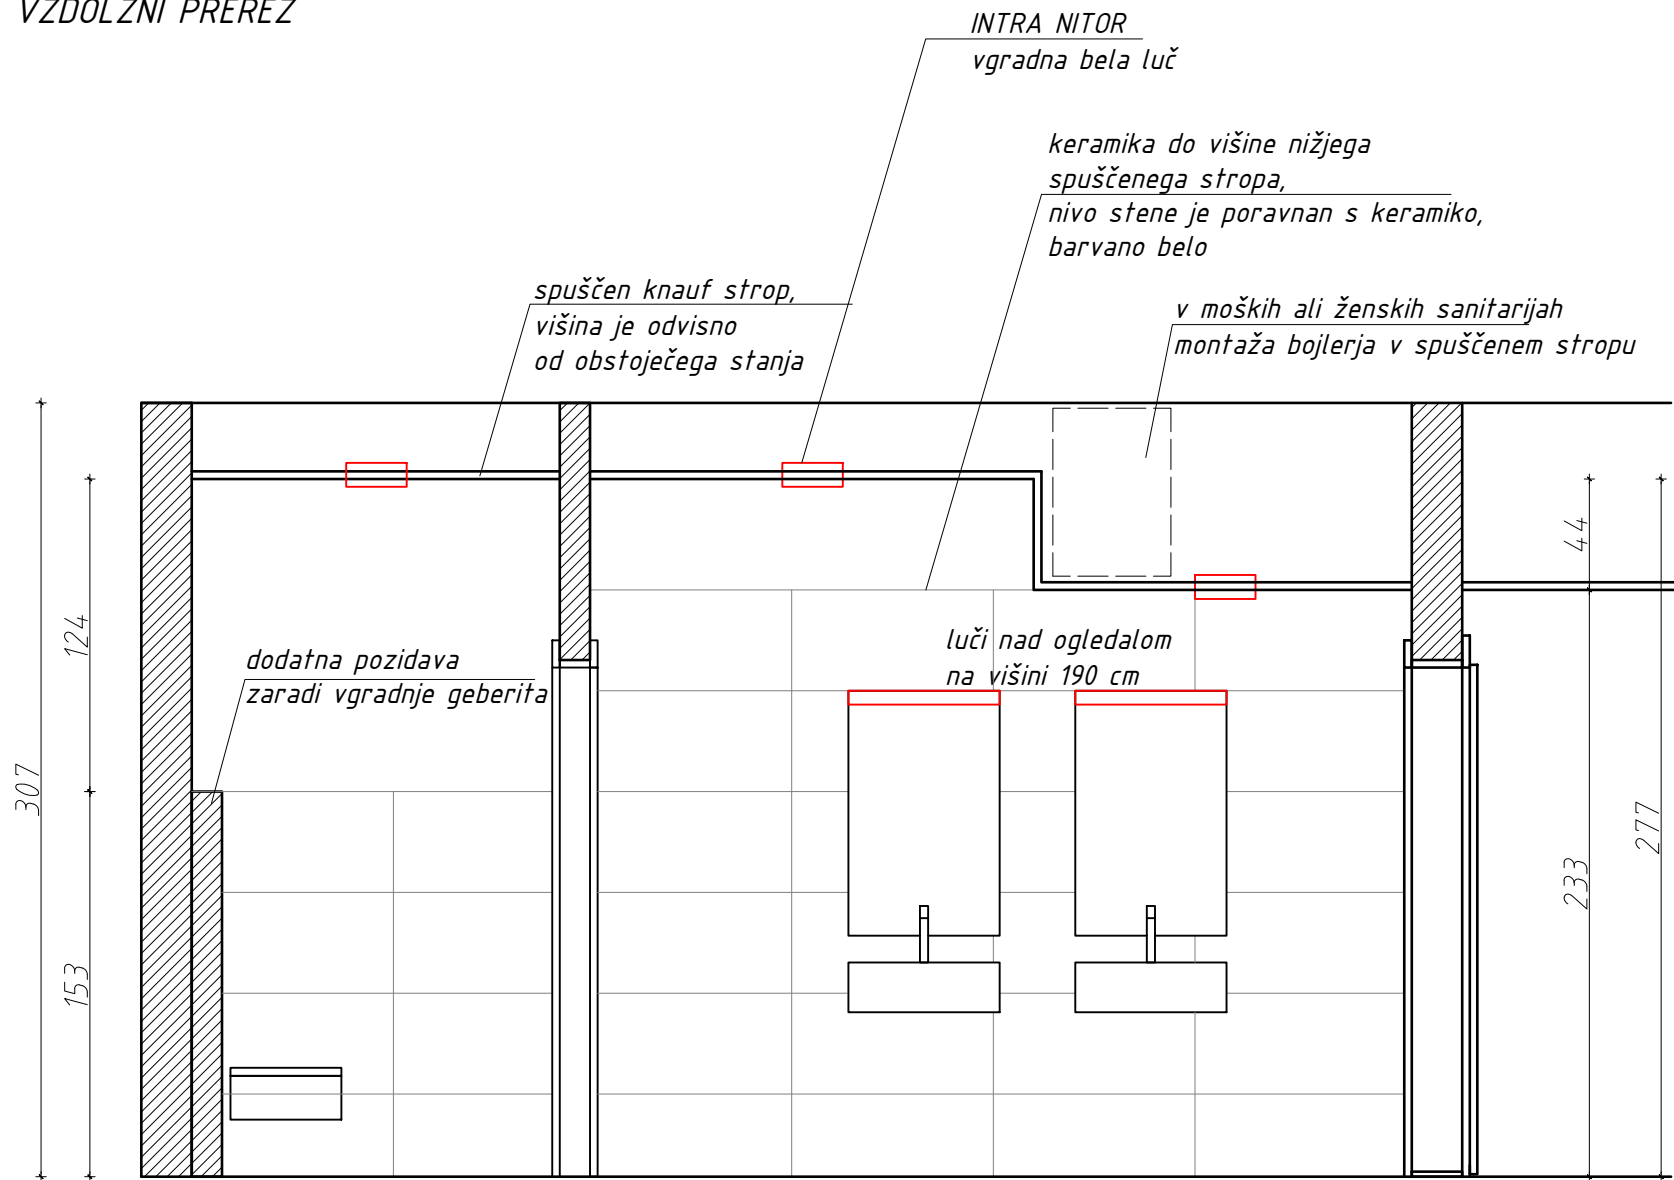 VZDOLŽNI PREREZ
INTRA NITOR
vgradna bela luč
keramika do višine nižjega
spuščenega stropa,
nivo stene je poravnan s keramiko,
barvano belo
spuščen knauf strop,
višina je odvisno
od obstoječega stanja
v moških ali ženskih sanitarijah
montaža bojlerja v spuščenem stropu
44
124
luči nad ogledalom
na višini 190 cm
dodatna pozidava
zaradi vgradnje geberita
307
277
233
153